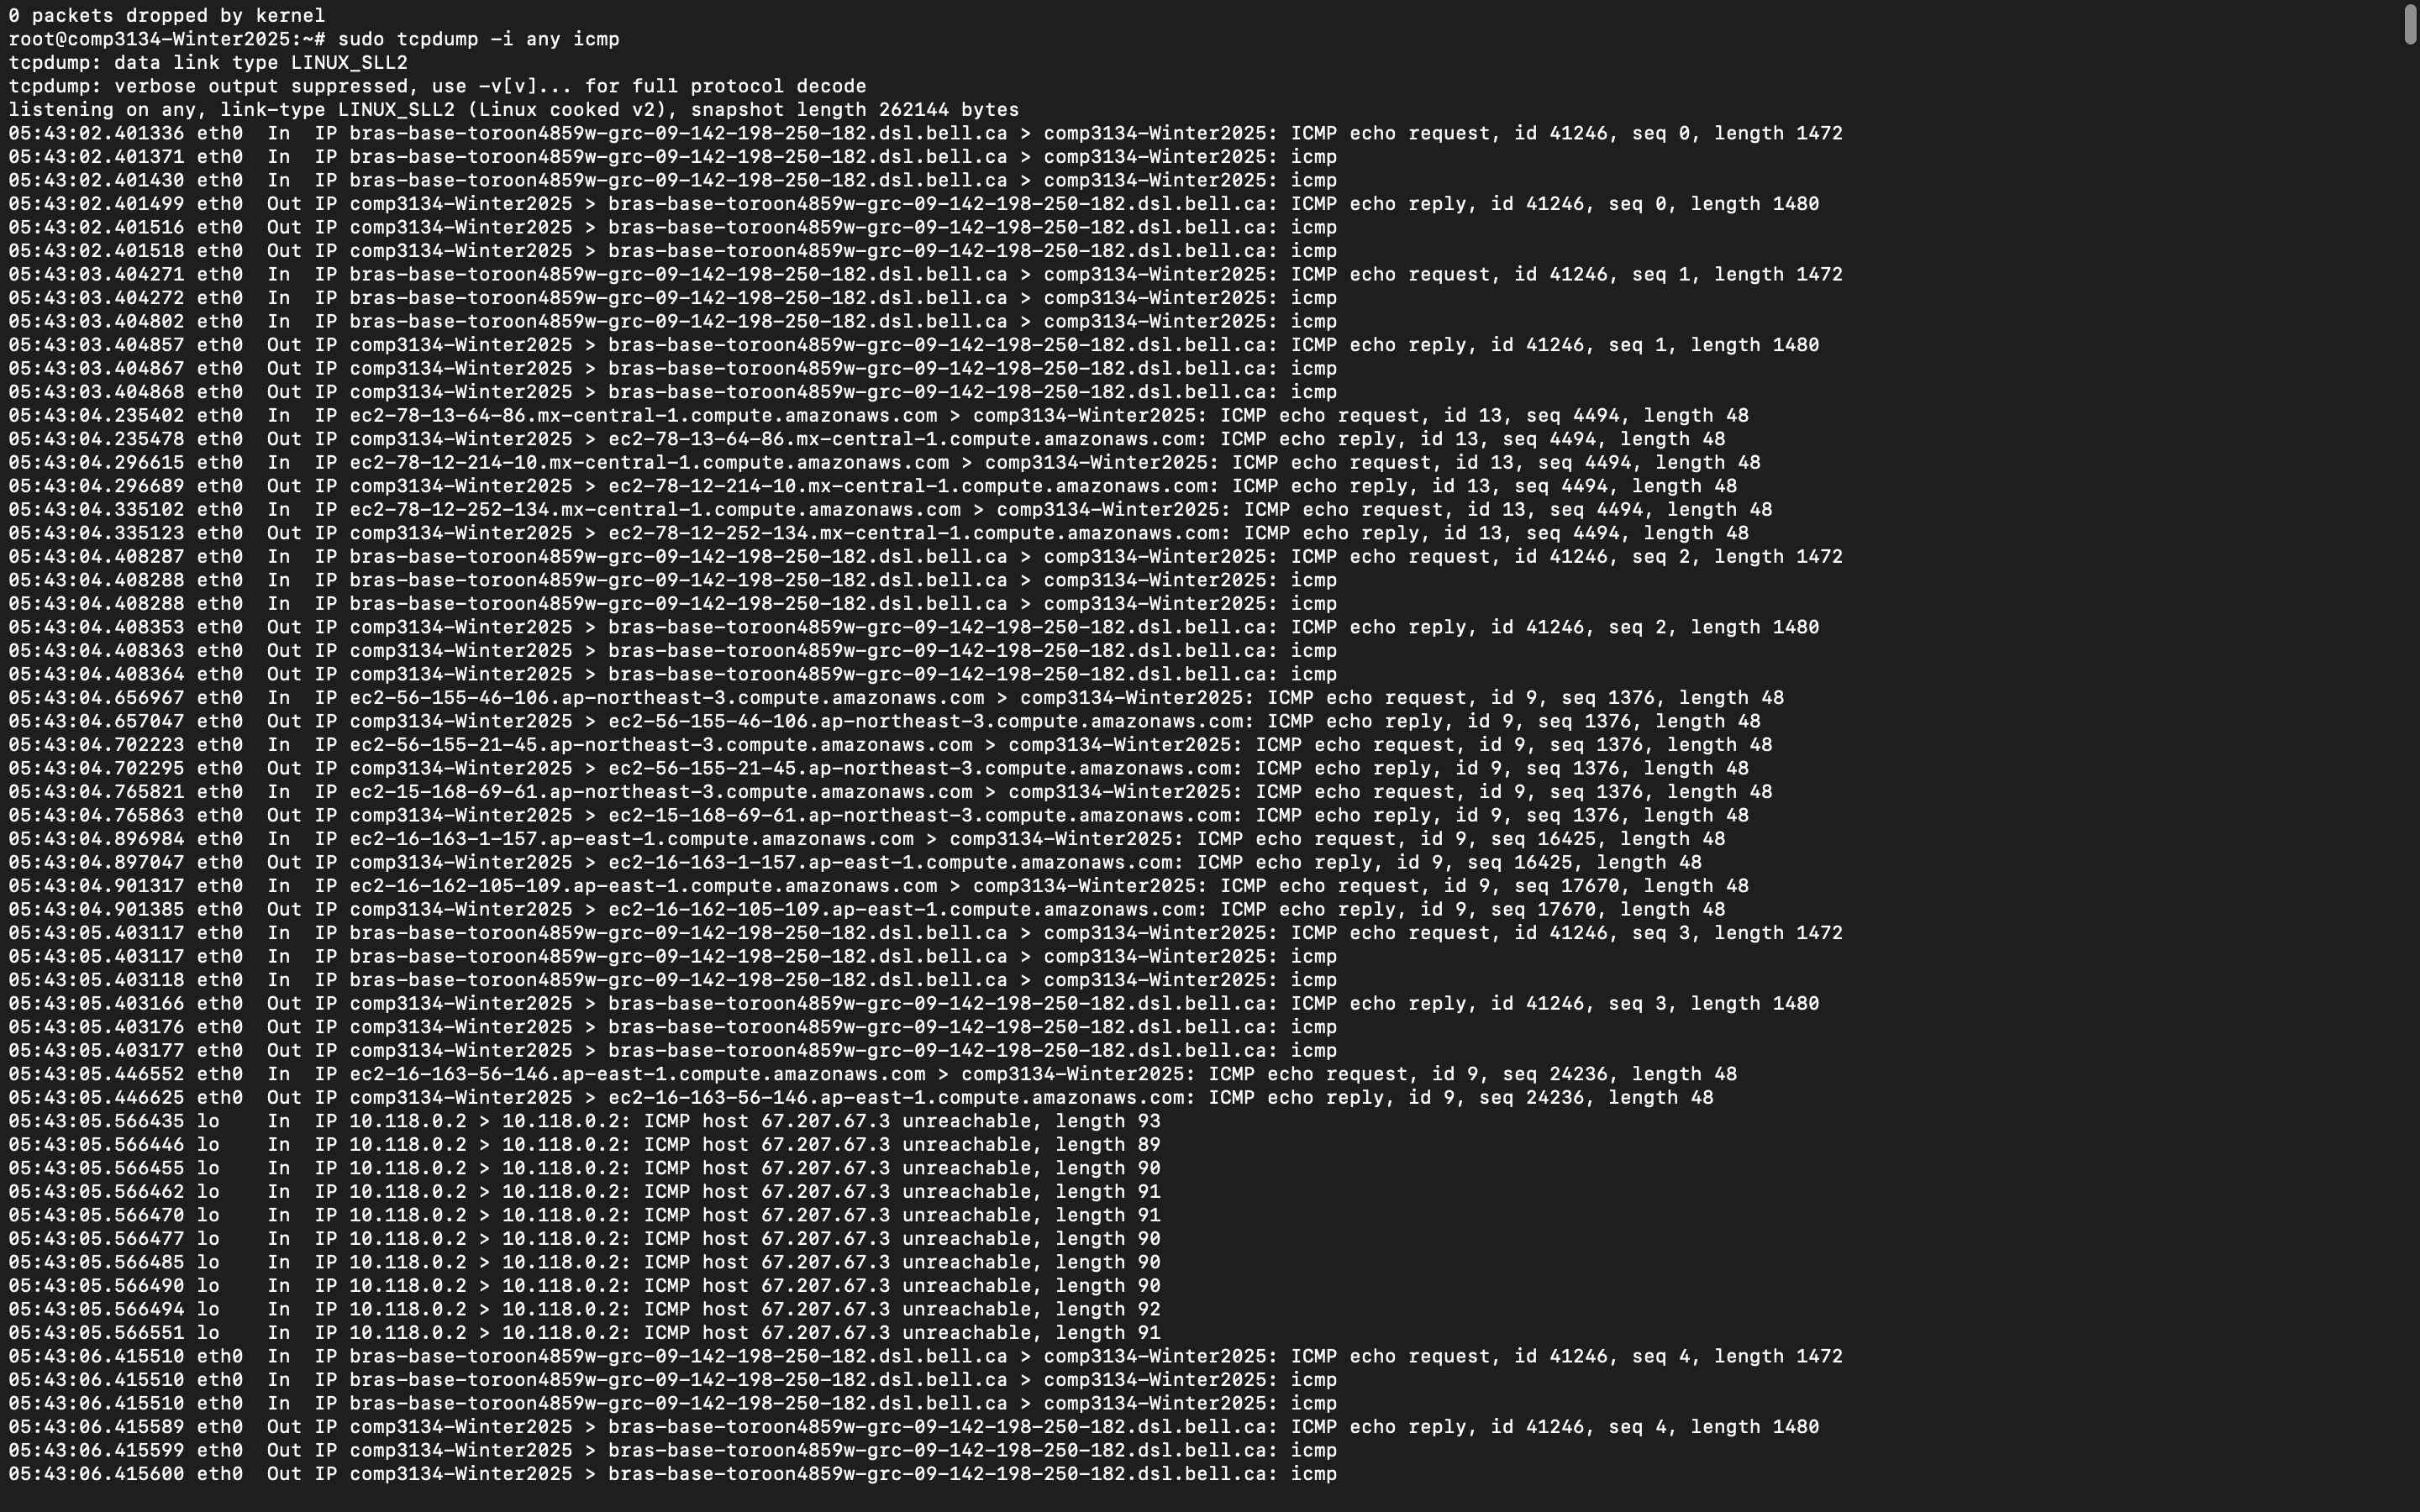 0 packets dropped by kernel
root@comp3134-Winter2025:~# sudo tcpdump -i any icmp
tcpdump: data link type LINUX_SLL2
tcpdump: verbose output suppressed, use -v[v]... for full protocol decode
listening on any, link-type LINUX_SLL2 (Linux cooked v2), snapshot length 262144 bytes
05:43:02.401336 eth0  In  IP bras-base-toroon4859w-grc-09-142-198-250-182.dsl.bell.ca > comp3134-Winter2025: ICMP echo request, id 41246, seq 0, length 1472
05:43:02.401371 eth0  In  IP bras-base-toroon4859w-grc-09-142-198-250-182.dsl.bell.ca > comp3134-Winter2025: icmp
05:43:02.401430 eth0  In  IP bras-base-toroon4859w-grc-09-142-198-250-182.dsl.bell.ca > comp3134-Winter2025: icmp
05:43:02.401499 eth0  Out IP comp3134-Winter2025 > bras-base-toroon4859w-grc-09-142-198-250-182.dsl.bell.ca: ICMP echo reply, id 41246, seq 0, length 1480
05:43:02.401516 eth0  Out IP comp3134-Winter2025 > bras-base-toroon4859w-grc-09-142-198-250-182.dsl.bell.ca: icmp
05:43:02.401518 eth0  Out IP comp3134-Winter2025 > bras-base-toroon4859w-grc-09-142-198-250-182.dsl.bell.ca: icmp
05:43:03.404271 eth0  In  IP bras-base-toroon4859w-grc-09-142-198-250-182.dsl.bell.ca > comp3134-Winter2025: ICMP echo request, id 41246, seq 1, length 1472
05:43:03.404272 eth0  In  IP bras-base-toroon4859w-grc-09-142-198-250-182.dsl.bell.ca > comp3134-Winter2025: icmp
05:43:03.404802 eth0  In  IP bras-base-toroon4859w-grc-09-142-198-250-182.dsl.bell.ca > comp3134-Winter2025: icmp
05:43:03.404857 eth0  Out IP comp3134-Winter2025 > bras-base-toroon4859w-grc-09-142-198-250-182.dsl.bell.ca: ICMP echo reply, id 41246, seq 1, length 1480
05:43:03.404867 eth0  Out IP comp3134-Winter2025 > bras-base-toroon4859w-grc-09-142-198-250-182.dsl.bell.ca: icmp
05:43:03.404868 eth0  Out IP comp3134-Winter2025 > bras-base-toroon4859w-grc-09-142-198-250-182.dsl.bell.ca: icmp
05:43:04.235402 eth0  In  IP ec2-78-13-64-86.mx-central-1.compute.amazonaws.com > comp3134-Winter2025: ICMP echo request, id 13, seq 4494, length 48
05:43:04.235478 eth0  Out IP comp3134-Winter2025 > ec2-78-13-64-86.mx-central-1.compute.amazonaws.com: ICMP echo reply, id 13, seq 4494, length 48
05:43:04.296615 eth0  In  IP ec2-78-12-214-10.mx-central-1.compute.amazonaws.com > comp3134-Winter2025: ICMP echo request, id 13, seq 4494, length 48
05:43:04.296689 eth0  Out IP comp3134-Winter2025 > ec2-78-12-214-10.mx-central-1.compute.amazonaws.com: ICMP echo reply, id 13, seq 4494, length 48
05:43:04.335102 eth0  In  IP ec2-78-12-252-134.mx-central-1.compute.amazonaws.com > comp3134-Winter2025: ICMP echo request, id 13, seq 4494, length 48
05:43:04.335123 eth0  Out IP comp3134-Winter2025 > ec2-78-12-252-134.mx-central-1.compute.amazonaws.com: ICMP echo reply, id 13, seq 4494, length 48
05:43:04.408287 eth0  In  IP bras-base-toroon4859w-grc-09-142-198-250-182.dsl.bell.ca > comp3134-Winter2025: ICMP echo request, id 41246, seq 2, length 1472
05:43:04.408288 eth0  In  IP bras-base-toroon4859w-grc-09-142-198-250-182.dsl.bell.ca > comp3134-Winter2025: icmp
05:43:04.408288 eth0  In  IP bras-base-toroon4859w-grc-09-142-198-250-182.dsl.bell.ca > comp3134-Winter2025: icmp
05:43:04.408353 eth0  Out IP comp3134-Winter2025 > bras-base-toroon4859w-grc-09-142-198-250-182.dsl.bell.ca: ICMP echo reply, id 41246, seq 2, length 1480
05:43:04.408363 eth0  Out IP comp3134-Winter2025 > bras-base-toroon4859w-grc-09-142-198-250-182.dsl.bell.ca: icmp
05:43:04.408364 eth0  Out IP comp3134-Winter2025 > bras-base-toroon4859w-grc-09-142-198-250-182.dsl.bell.ca: icmp
05:43:04.656967 eth0  In  IP ec2-56-155-46-106.ap-northeast-3.compute.amazonaws.com > comp3134-Winter2025: ICMP echo request, id 9, seq 1376, length 48
05:43:04.657047 eth0  Out IP comp3134-Winter2025 > ec2-56-155-46-106.ap-northeast-3.compute.amazonaws.com: ICMP echo reply, id 9, seq 1376, length 48
05:43:04.702223 eth0  In  IP ec2-56-155-21-45.ap-northeast-3.compute.amazonaws.com > comp3134-Winter2025: ICMP echo request, id 9, seq 1376, length 48
05:43:04.702295 eth0  Out IP comp3134-Winter2025 > ec2-56-155-21-45.ap-northeast-3.compute.amazonaws.com: ICMP echo reply, id 9, seq 1376, length 48
05:43:04.765821 eth0  In  IP ec2-15-168-69-61.ap-northeast-3.compute.amazonaws.com > comp3134-Winter2025: ICMP echo request, id 9, seq 1376, length 48
05:43:04.765863 eth0  Out IP comp3134-Winter2025 > ec2-15-168-69-61.ap-northeast-3.compute.amazonaws.com: ICMP echo reply, id 9, seq 1376, length 48
05:43:04.896984 eth0  In  IP ec2-16-163-1-157.ap-east-1.compute.amazonaws.com > comp3134-Winter2025: ICMP echo request, id 9, seq 16425, length 48
05:43:04.897047 eth0  Out IP comp3134-Winter2025 > ec2-16-163-1-157.ap-east-1.compute.amazonaws.com: ICMP echo reply, id 9, seq 16425, length 48
05:43:04.901317 eth0  In  IP ec2-16-162-105-109.ap-east-1.compute.amazonaws.com > comp3134-Winter2025: ICMP echo request, id 9, seq 17670, length 48
05:43:04.901385 eth0  Out IP comp3134-Winter2025 > ec2-16-162-105-109.ap-east-1.compute.amazonaws.com: ICMP echo reply, id 9, seq 17670, length 48
05:43:05.403117 eth0  In  IP bras-base-toroon4859w-grc-09-142-198-250-182.dsl.bell.ca > comp3134-Winter2025: ICMP echo request, id 41246, seq 3, length 1472
05:43:05.403117 eth0  In  IP bras-base-toroon4859w-grc-09-142-198-250-182.dsl.bell.ca > comp3134-Winter2025: icmp
05:43:05.403118 eth0  In  IP bras-base-toroon4859w-grc-09-142-198-250-182.dsl.bell.ca > comp3134-Winter2025: icmp
05:43:05.403166 eth0  Out IP comp3134-Winter2025 > bras-base-toroon4859w-grc-09-142-198-250-182.dsl.bell.ca: ICMP echo reply, id 41246, seq 3, length 1480
05:43:05.403176 eth0  Out IP comp3134-Winter2025 > bras-base-toroon4859w-grc-09-142-198-250-182.dsl.bell.ca: icmp
05:43:05.403177 eth0  Out IP comp3134-Winter2025 > bras-base-toroon4859w-grc-09-142-198-250-182.dsl.bell.ca: icmp
05:43:05.446552 eth0  In  IP ec2-16-163-56-146.ap-east-1.compute.amazonaws.com > comp3134-Winter2025: ICMP echo request, id 9, seq 24236, length 48
05:43:05.446625 eth0  Out IP comp3134-Winter2025 > ec2-16-163-56-146.ap-east-1.compute.amazonaws.com: ICMP echo reply, id 9, seq 24236, length 48
05:43:05.566435 lo    In  IP 10.118.0.2 > 10.118.0.2: ICMP host 67.207.67.3 unreachable, length 93
05:43:05.566446 lo    In  IP 10.118.0.2 > 10.118.0.2: ICMP host 67.207.67.3 unreachable, length 89
05:43:05.566455 lo    In  IP 10.118.0.2 > 10.118.0.2: ICMP host 67.207.67.3 unreachable, length 90
05:43:05.566462 lo    In  IP 10.118.0.2 > 10.118.0.2: ICMP host 67.207.67.3 unreachable, length 91
05:43:05.566470 lo    In  IP 10.118.0.2 > 10.118.0.2: ICMP host 67.207.67.3 unreachable, length 91
05:43:05.566477 lo    In  IP 10.118.0.2 > 10.118.0.2: ICMP host 67.207.67.3 unreachable, length 90
05:43:05.566485 lo    In  IP 10.118.0.2 > 10.118.0.2: ICMP host 67.207.67.3 unreachable, length 90
05:43:05.566490 lo    In  IP 10.118.0.2 > 10.118.0.2: ICMP host 67.207.67.3 unreachable, length 90
05:43:05.566494 lo    In  IP 10.118.0.2 > 10.118.0.2: ICMP host 67.207.67.3 unreachable, length 92
05:43:05.566551 lo    In  IP 10.118.0.2 > 10.118.0.2: ICMP host 67.207.67.3 unreachable, length 91
05:43:06.415510 eth0  In  IP bras-base-toroon4859w-grc-09-142-198-250-182.dsl.bell.ca > comp3134-Winter2025: ICMP echo request, id 41246, seq 4, length 1472
05:43:06.415510 eth0  In  IP bras-base-toroon4859w-grc-09-142-198-250-182.dsl.bell.ca > comp3134-Winter2025: icmp
05:43:06.415510 eth0  In  IP bras-base-toroon4859w-grc-09-142-198-250-182.dsl.bell.ca > comp3134-Winter2025: icmp
05:43:06.415589 eth0  Out IP comp3134-Winter2025 > bras-base-toroon4859w-grc-09-142-198-250-182.dsl.bell.ca: ICMP echo reply, id 41246, seq 4, length 1480
05:43:06.415599 eth0  Out IP comp3134-Winter2025 > bras-base-toroon4859w-grc-09-142-198-250-182.dsl.bell.ca: icmp
05:43:06.415600 eth0  Out IP comp3134-Winter2025 > bras-base-toroon4859w-grc-09-142-198-250-182.dsl.bell.ca: icmp